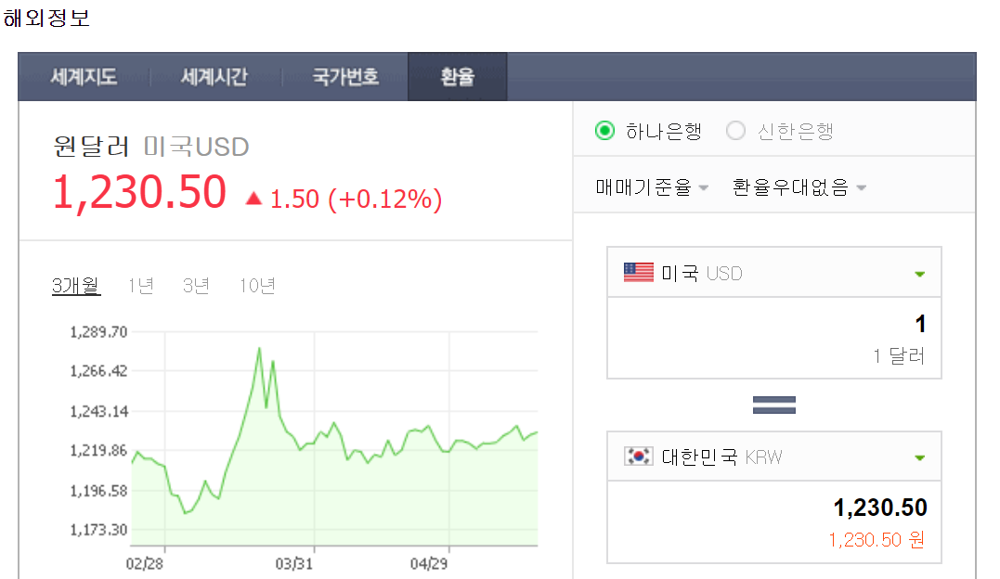 해외정보
세계지도 세계시간 국가번호 환율
원달러 미국USD
1,230.50 ▲ 1.50 (+0.12%)
3개월 1년 3년 10년
1,289.70
1,266.42
1,243.14
1,219.86
1,196.58
1,173.30
02/28 03/31 04/29
하나은행 신한은행
매매기준율 환율우대없음
미국 USD
1
1 달러
대한민국 KRW
1,230.50
1,230.50 원